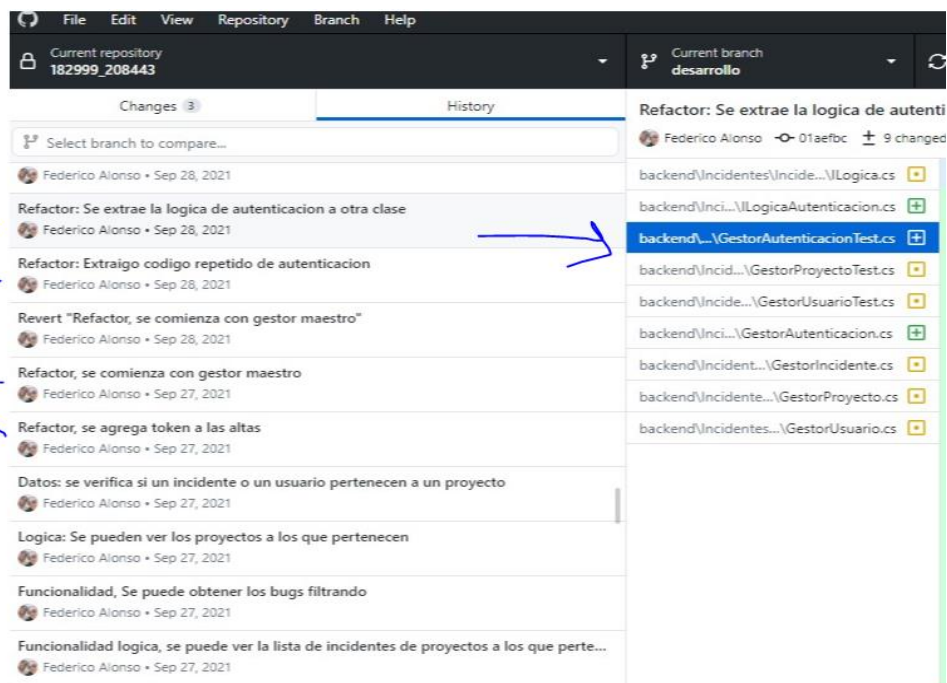 File Edit View Repository Branch Help
Current repository
182999_208443
Current branch
desarrollo
Changes 3
History
Select branch to compare...
Federico Alonso • Sep 28, 2021
Refactor: Se extrae la logica de autenticacion a otra clase
Federico Alonso • Sep 28, 2021
Refactor: Extraigo codigo repetido de autenticacion
Federico Alonso • Sep 28, 2021
Revert "Refactor, se comienza con gestor maestro"
Federico Alonso • Sep 28, 2021
Refactor, se comienza con gestor maestro
Federico Alonso • Sep 27, 2021
Refactor, se agrega token a las altas
Federico Alonso • Sep 27, 2021
Datos: se verifica si un incidente o un usuario pertenecen a un proyecto
Federico Alonso • Sep 27, 2021
Logica: Se pueden ver los proyectos a los que pertenecen
Federico Alonso • Sep 27, 2021
Funcionalidad, Se puede obtener los bugs filtrando
Federico Alonso • Sep 27, 2021
Funcionalidad logica, se puede ver la lista de incidentes de proyectos a los que perte...
Federico Alonso • Sep 27, 2021
Refactor: Se extrae la logica de autenti
Federico Alonso 01aefbc 9 changed
backend\Incidentes\Incide...\ILogica.cs
backend\Inci...\ILogicaAutenticacion.cs
backend\...\GestorAutenticacionTest.cs
backend\Incid...\GestorProyectoTest.cs
backend\Incide...\GestorUsuarioTest.cs
backend\Inci...\GestorAutenticacion.cs
backend\Incident...\GestorIncidente.cs
backend\Incidente...\GestorProyecto.cs
backend\Incidentes...\GestorUsuario.cs